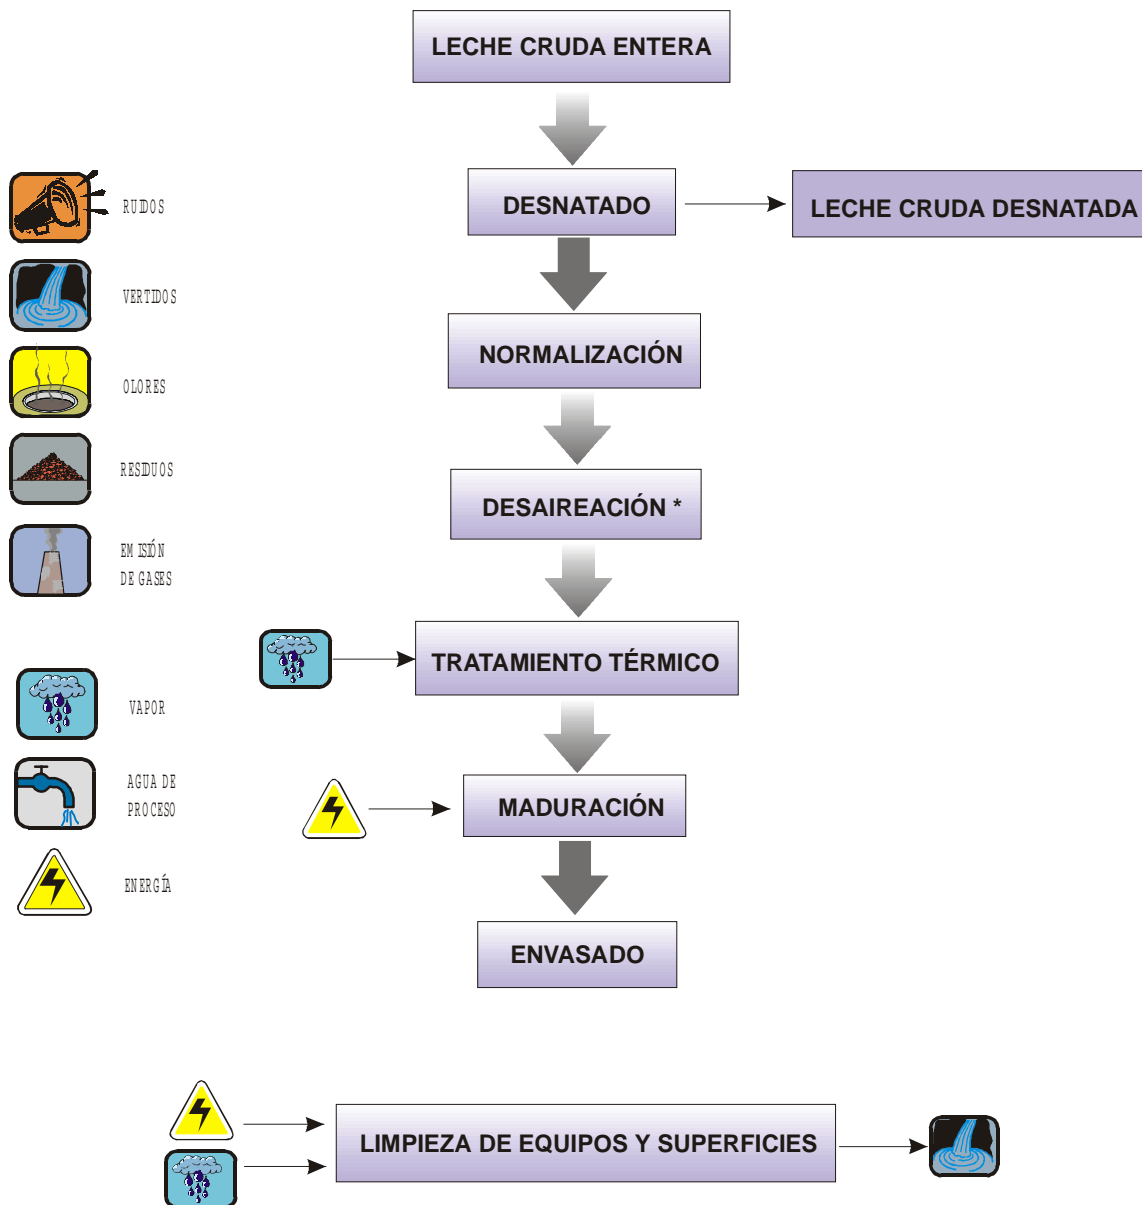 LECHE CRUDA ENTERA
DESNATADO
LECHE CRUDA DESNATADA
NORMALIZACIÓN
DESAIREACIÓN *
TRATAMIENTO TÉRMICO
MADURACIÓN
ENVASADO
RUIDOS
VERTIDOS
OLORES
RESIDUOS
EMISIÓN
DE GASES
VAPOR
AGUA DE
PROCESO
ENERGÍA
LIMPIEZA DE EQUIPOS Y SUPERFICIES